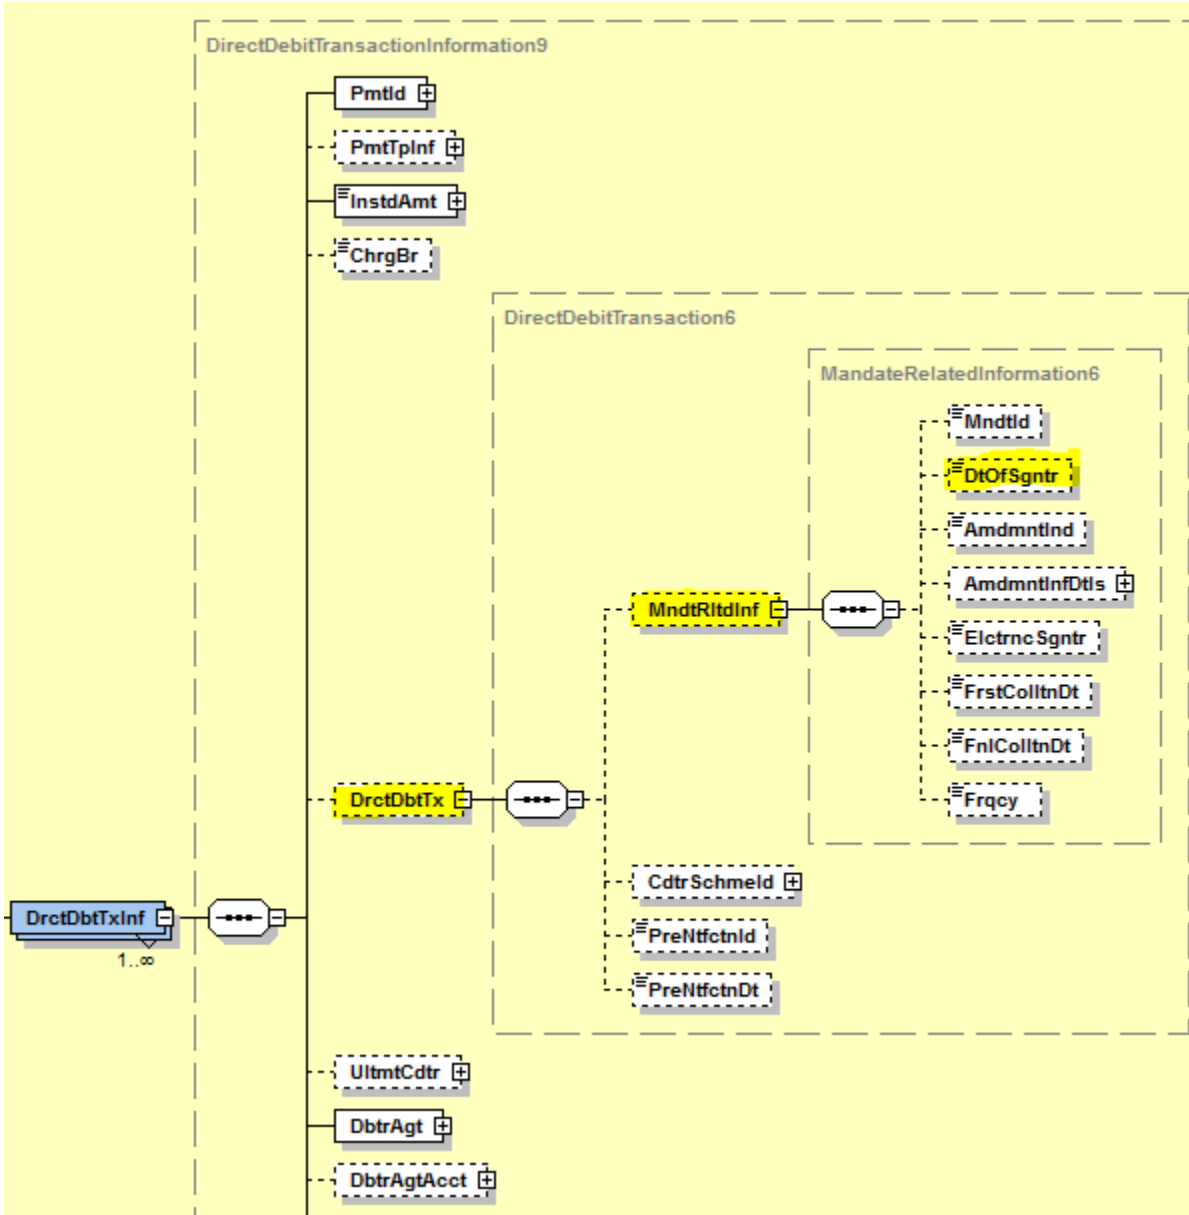 DirectDebitTransactionInformation9
PmtId
PmtTpInf
InstdAmt
ChrgBr
DirectDebitTransaction6
MandateRelatedInformation6
MndtId
DtOfSgntr
AmdmntInd
AmdmntInfDtls
MndtRltdInf
ElctrncSgntr
FrstColltnDt
FnlColltnDt
DrctDbtTx
Frqcy
CdtrSchmeId
DrctDbtTxInf
PreNtfctnId
1..∞
PreNtfctnDt
UltmtCdtr
DbtrAgt
DbtrAgtAcct